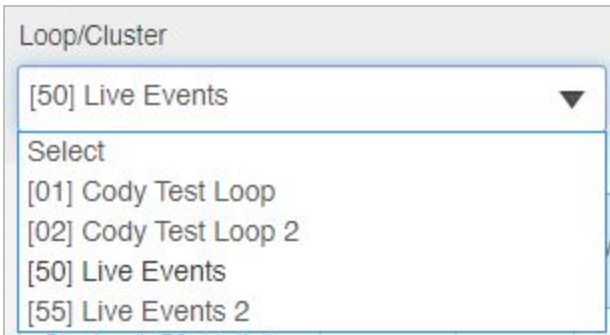 Loop/Cluster
[50] Live Events
Select
[01] Cody Test Loop
[02] Cody Test Loop 2
[50] Live Events
[55] Live Events 2